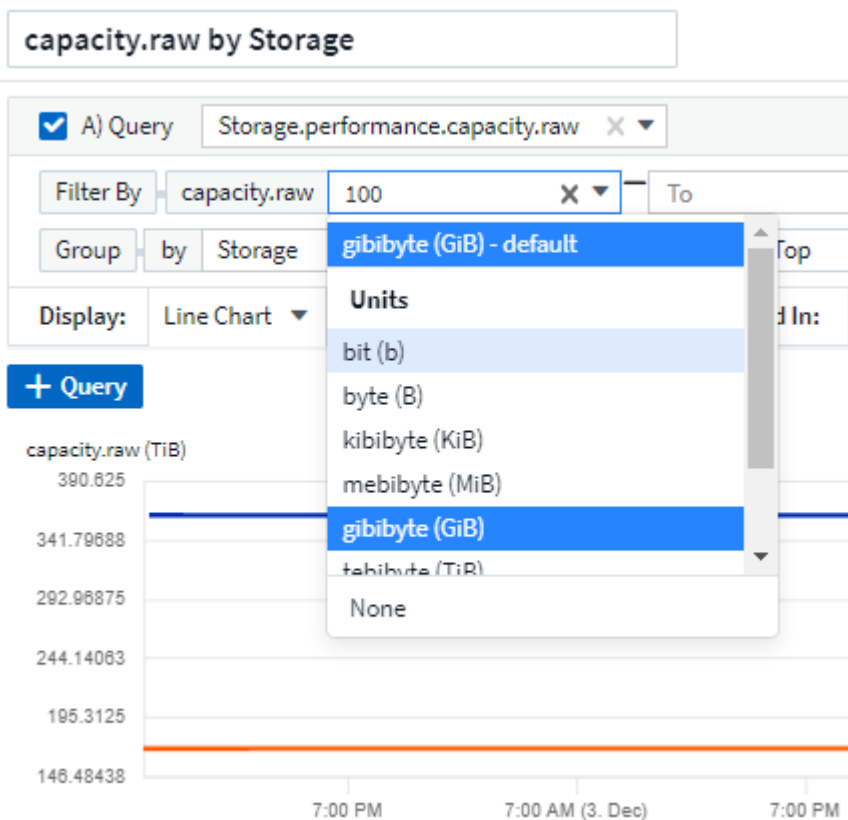 capacity.raw by Storage
A) Query Storage.performance.capacity.raw
Filter By capacity.raw 100 To
Group by Storage Top
gibibyte (GiB) - default
Units
Display: Line Chart d In:
bit (b)
+ Query
byte (B)
kibibyte (KiB)
mebibyte (MiB)
gibibyte (GiB)
tebibyte (TiB)
None
capacity.raw (TiB)
390.625
341.79688
292.96875
244.14063
195.3125
146.48438
7:00 PM 7:00 AM (3. Dec) 7:00 PM